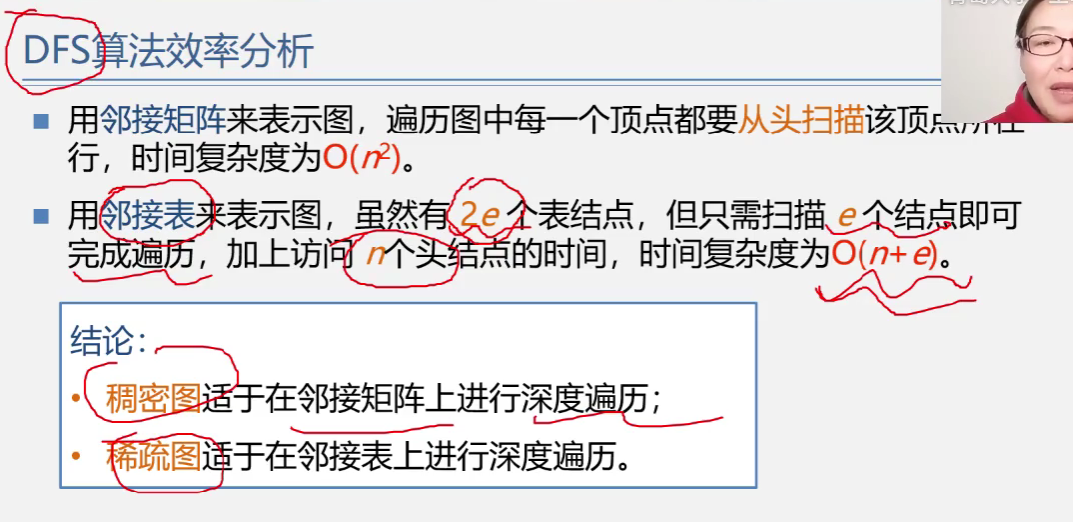 DFS算法效率分析
用邻接矩阵来表示图，遍历图中每一个顶点都要从头扫描该顶点所在
行，时间复杂度为O(n²)。
用邻接表来表示图，虽然有 2e 个表结点，但只需扫描 e 个结点即可
完成遍历，加上访问 n个头结点的时间，时间复杂度为O(n+e)。
结论：
• 稠密图适于在邻接矩阵上进行深度遍历；
• 稀疏图适于在邻接表上进行深度遍历。